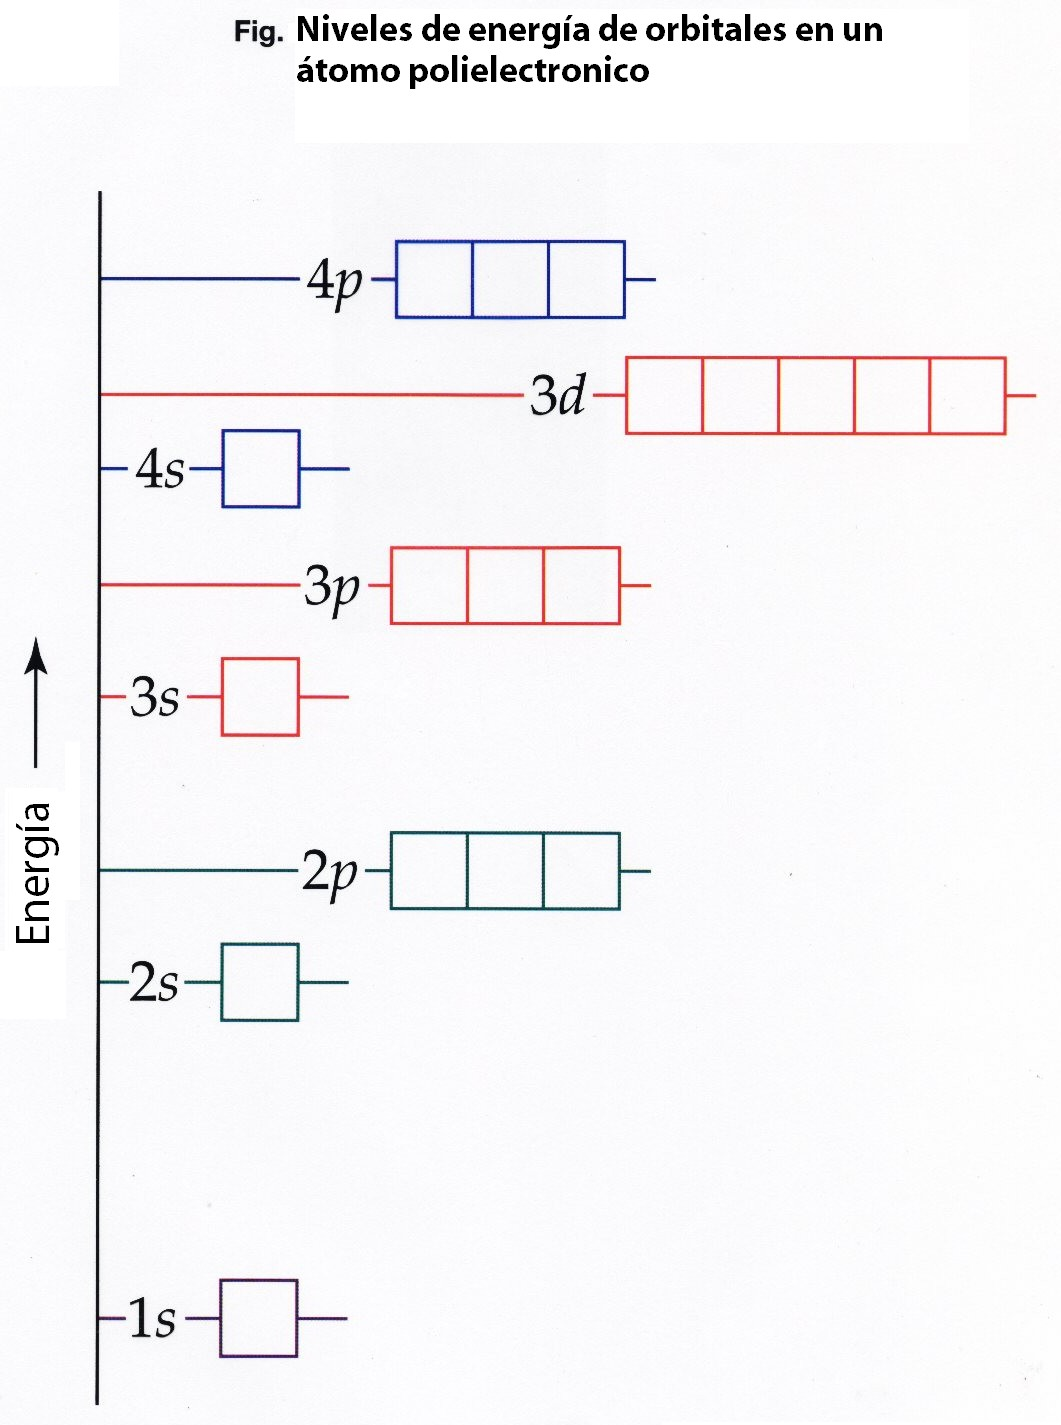 Fig. Niveles de energía de orbitales en un
átomo polielectronico
4p
3d
4s
3p
3s
2p
2s
1s
Energía